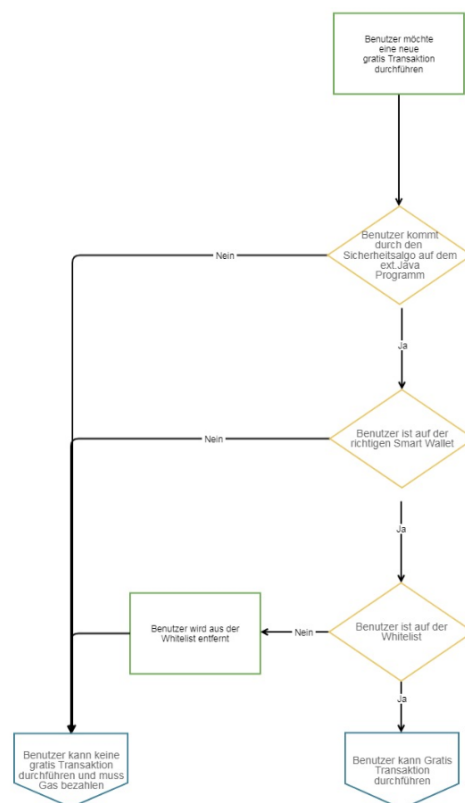 Benutzer möchte
eine neue
gratis Transaktion
durchführen
Benutzer kommt
durch den
Sicherheitsalgo auf dem
ext.Java
Programm
Nein
Ja
Benutzer ist auf der
richtigen Smart Wallet
Nein
Ja
Benutzer ist auf der
Whitelist
Nein
Benutzer wird aus der
Whitelist entfernt
Ja
Benutzer kann keine
gratis Transaktion
durchführen und muss
Gas bezahlen
Benutzer kann Gratis
Transaktion
durchführen